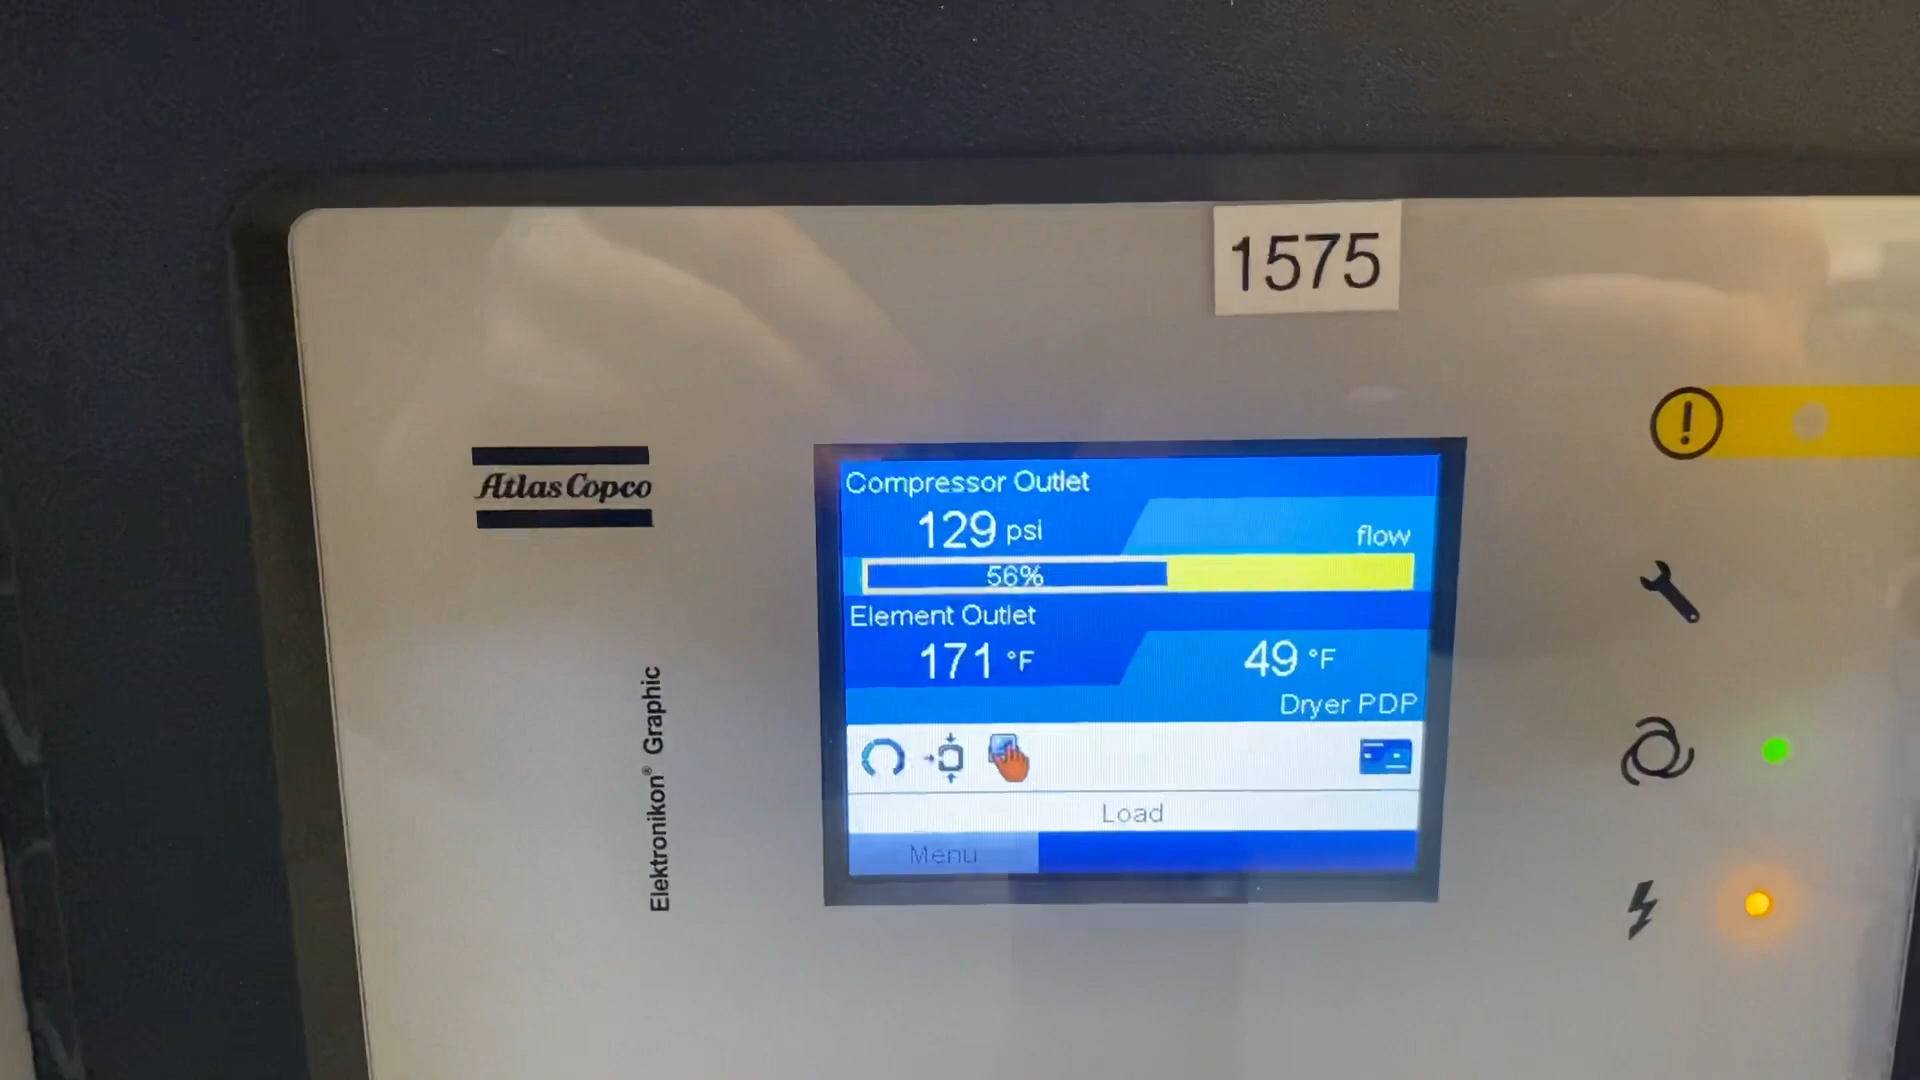 1575
Atlas Copco
Elektronikon® Graphic
Compressor Outlet
129 psi
flow
56%
Element Outlet
171 °F
49 °F
Dryer PDP
Load
Menu